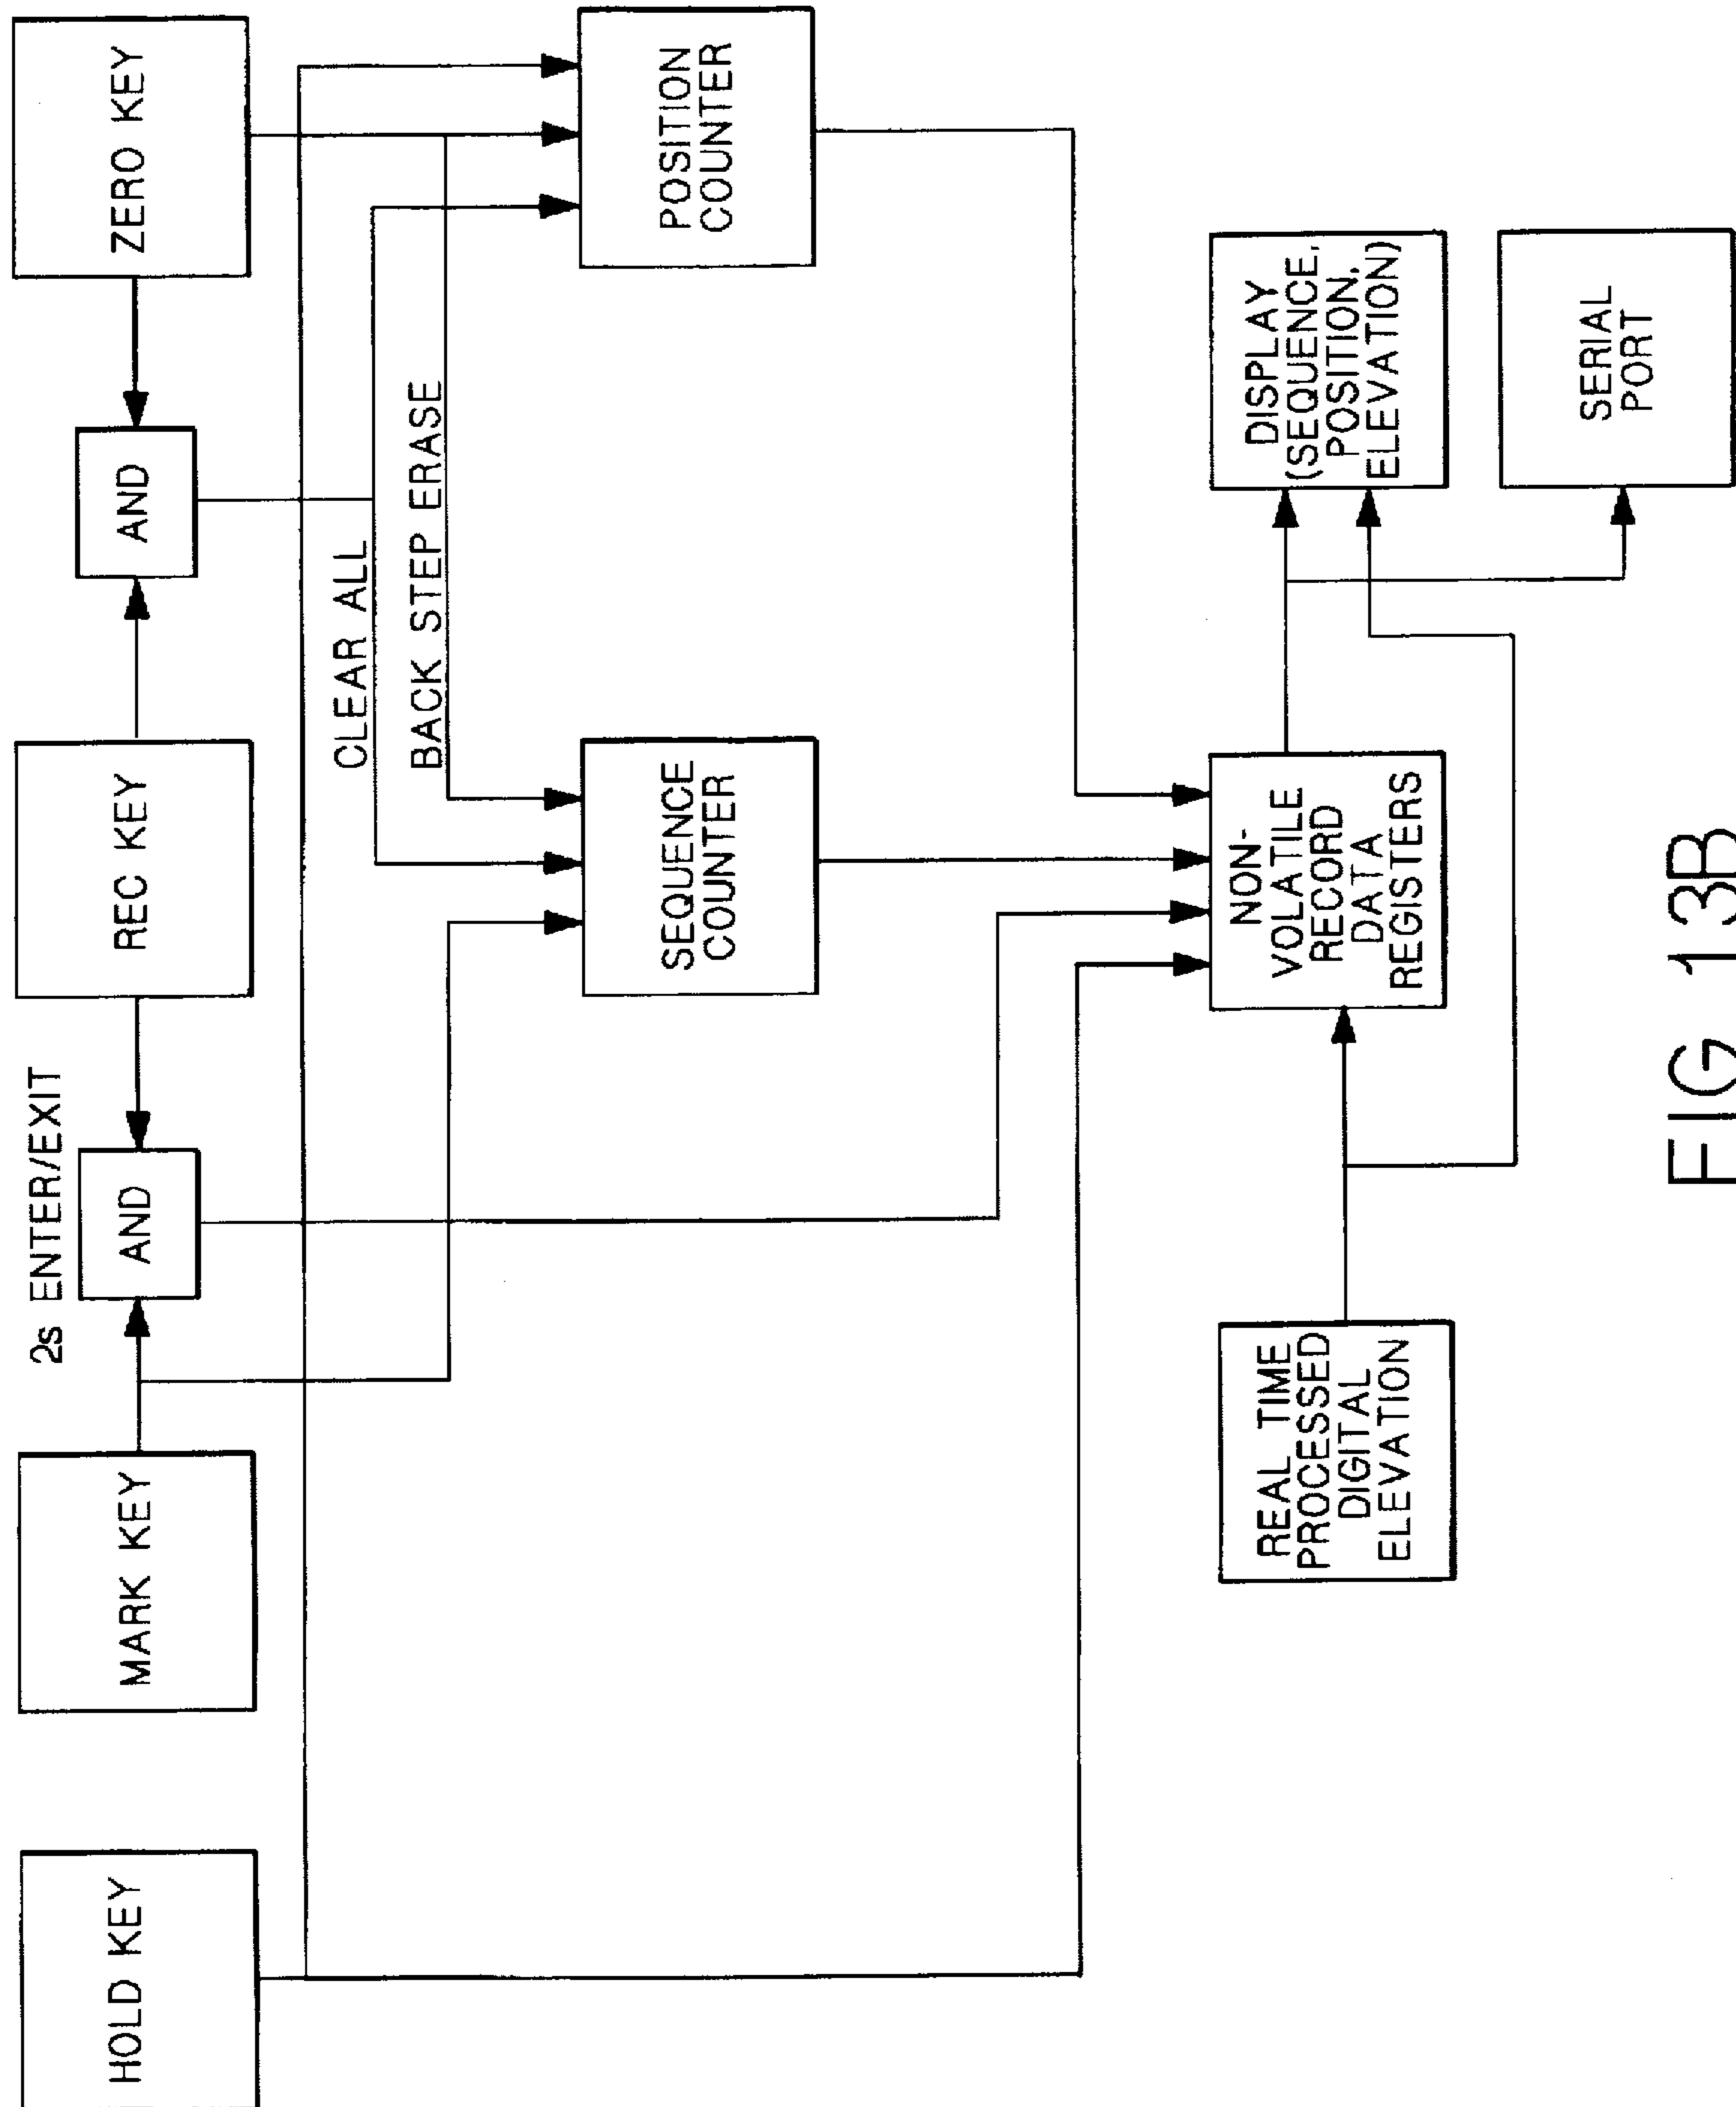 HOLD KEY
MARK KEY
2s ENTER/EXIT
AND
REC KEY
AND
ZERO KEY
CLEAR ALL
BACK STEP ERASE
SEQUENCE
COUNTER
POSITION
COUNTER
REAL TIME
PROCESSED
DIGITAL
ELEVATION
NON-
VOLATILE
RECORD
DATA
REGISTERS
DISPLAY
(SEQUENCE,
POSITION,
ELEVATION)
SERIAL
PORT
FIG 13B